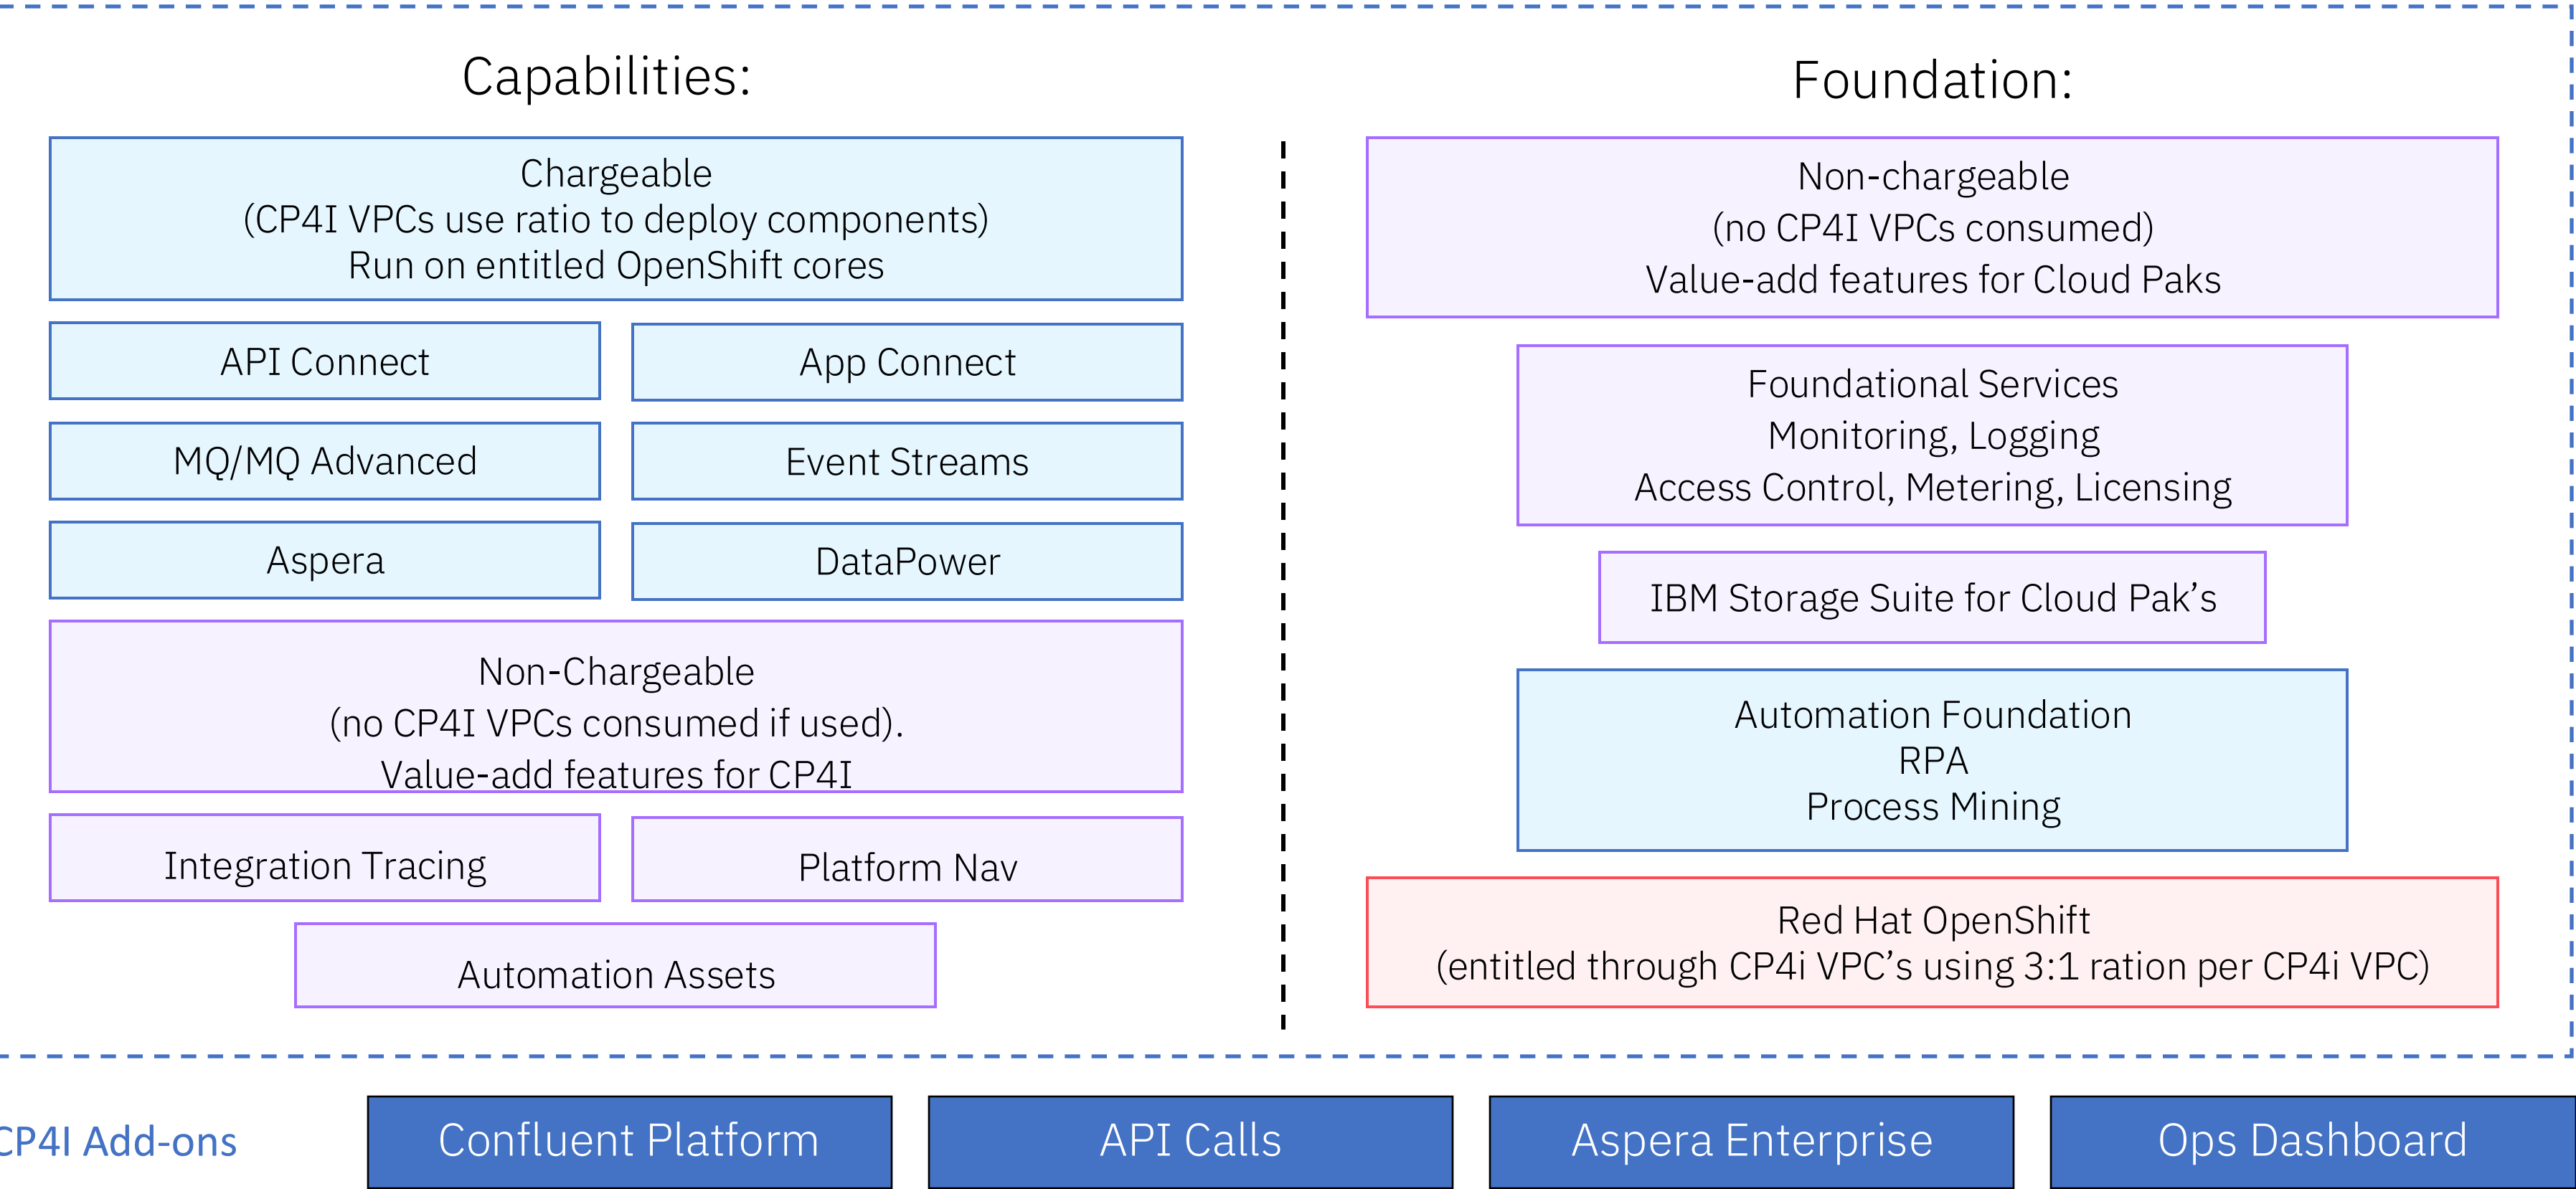 Capabilities:
Chargeable
(CP4I VPCs use ratio to deploy components)
Run on entitled OpenShift cores
API Connect
App Connect
MQ/MQ Advanced
Event Streams
Aspera
DataPower
Non-Chargeable
(no CP4I VPCs consumed if used).
Value-add features for CP4I
Integration Tracing
Platform Nav
Automation Assets
Foundation:
Non-chargeable
(no CP4I VPCs consumed)
Value-add features for Cloud Paks
Foundational Services
Monitoring, Logging
Access Control, Metering, Licensing
IBM Storage Suite for Cloud Pak’s
Automation Foundation
RPA
Process Mining
Red Hat OpenShift
(entitled through CP4i VPC’s using 3:1 ration per CP4i VPC)
CP4I Add-ons
Confluent Platform
API Calls
Aspera Enterprise
Ops Dashboard